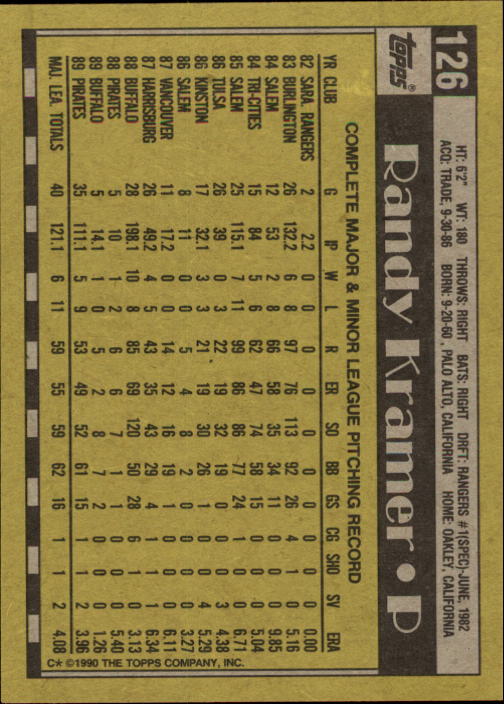 126
Topps®
HT: 6'2" WT: 180 THROWS: RIGHT BATS: RIGHT DRFT: RANGERS #1(SPEC)-JUNE, 1982
ACQ: TRADE, 9-30-86 BORN: 9-20-60, PALO ALTO, CALIFORNIA HOME: OAKLEY, CALIFORNIA
Randy Kramer • P
COMPLETE MAJOR & MINOR LEAGUE PITCHING RECORD
YR CLUB G IP W L R ER SO BB GS CG SHO SV ERA
82 SARA. RANGERS 2 2.2 0 0 0 0 0 0 0 0 0 0 0.00
83 BURLINGTON 26 132.2 6 8 97 76 113 92 26 4 1 0 5.16
84 SALEM 12 53 2 8 66 58 35 34 11 0 0 0 9.85
84 TRI-CITIES 15 84 5 6 62 47 74 58 15 0 0 0 5.04
85 SALEM 25 115.1 7 11 99 86 86 77 24 1 0 0 6.71
86 TULSA 26 39 0 3 22 19 32 19 0 0 0 3 4.38
86 KINSTON 17 32.1 3 3 21 19 30 26 1 0 0 4 5.29
86 SALEM 8 11 0 0 5 4 8 2 0 0 0 0 3.27
87 VANCOUVER 11 17.2 0 0 14 12 16 19 1 0 0 1 6.11
87 HARRISBURG 26 49.2 4 5 43 35 43 29 4 1 1 1 6.34
88 BUFFALO 28 198.1 10 8 85 69 120 50 28 6 1 0 3.13
88 PIRATES 5 10 1 2 6 6 7 1 1 0 0 0 5.40
89 BUFFALO 5 14.1 1 0 5 2 8 7 2 0 0 0 1.26
89 PIRATES 35 111.1 5 9 53 49 52 61 15 1 1 2 3.96
MAJ. LEA. TOTALS 40 121.1 6 11 59 55 59 62 16 1 1 2 4.08
C* ©1990 THE TOPPS COMPANY, INC.